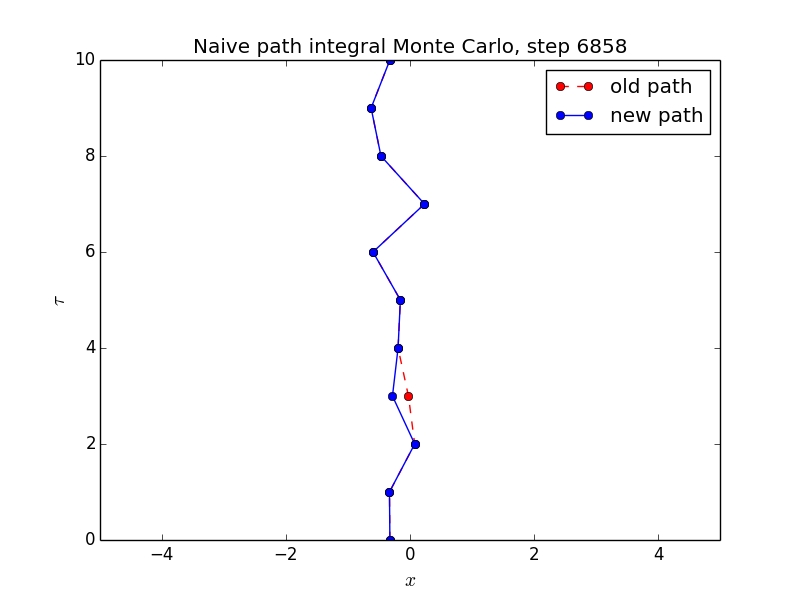 Naive path integral Monte Carlo, step 6858
old path
new path
10
8
6
4
2
0
τ
−4 −2 0 2 4
x